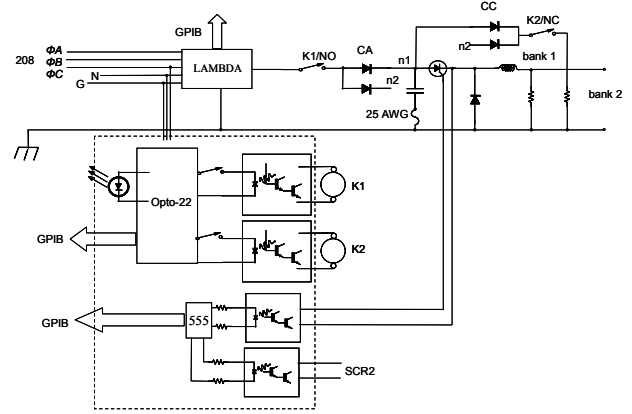 GPIB
CC
K2/NC
ΦA
208 ΦB
ΦC N
G
LAMBDA
K1/NO
CA
n1
n2
n2
bank 1
bank 2
25 AWG
Opto-22
K1
GPIB
K2
GPIB
555
SCR2